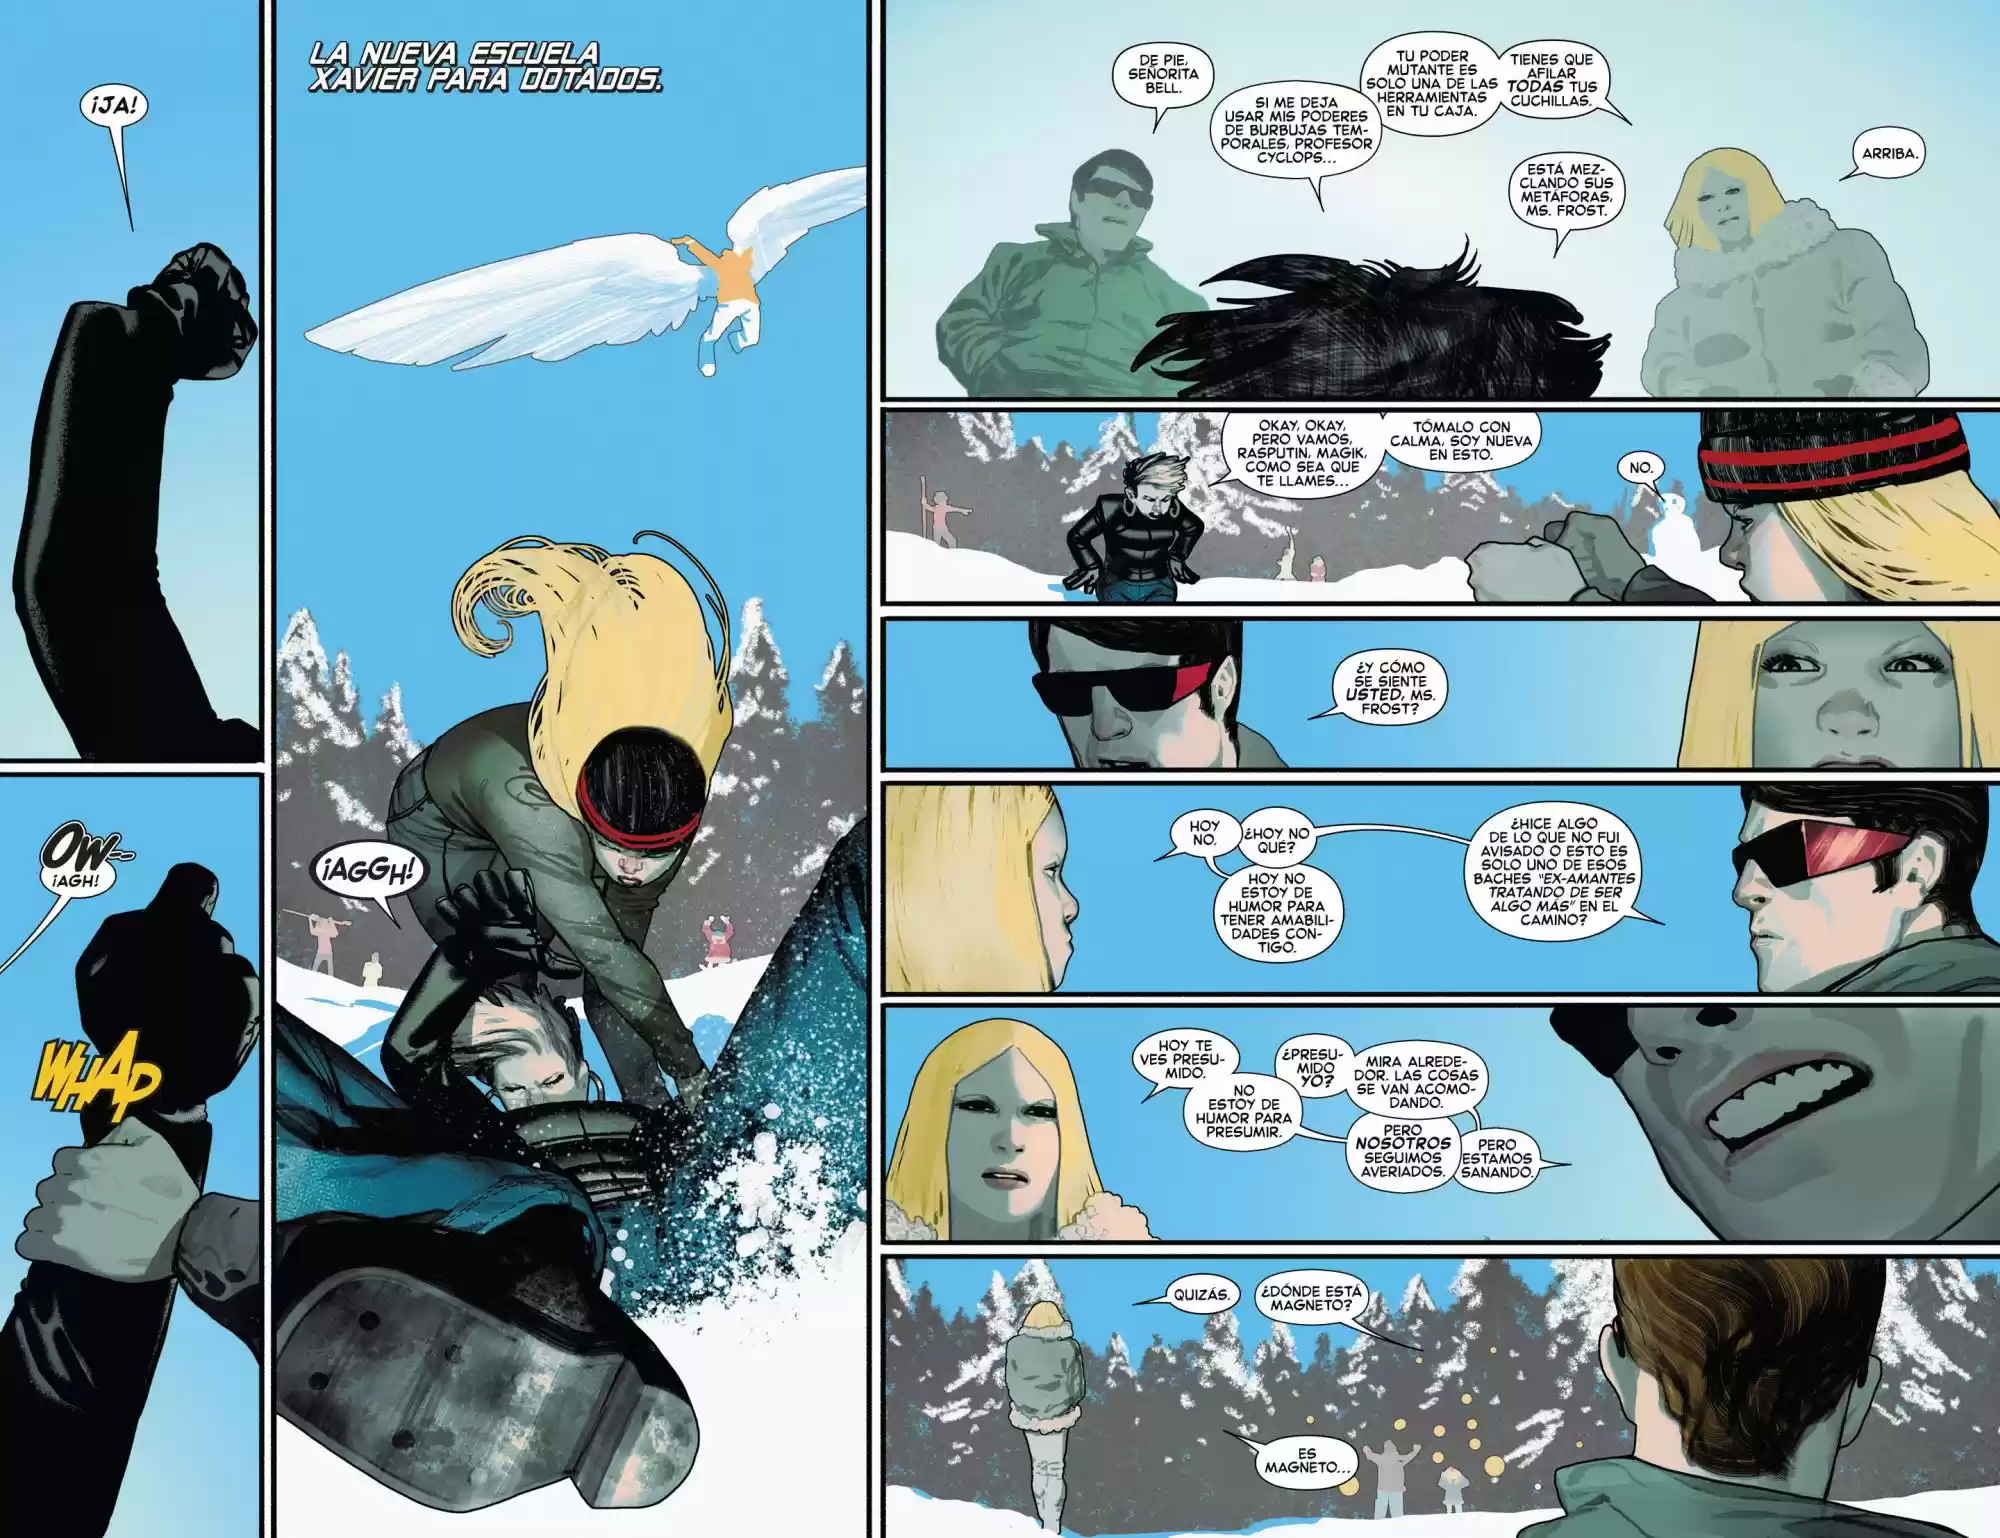 ¡JA!
OW--
¡AGH!
WHAP
LA NUEVA ESCUELA
XAVIER PARA DOTADOS.
¡AGGH!
DE PIE,
SEÑORITA
BELL.
SI ME DEJA
USAR MIS PODERES
DE BURBUJAS TEM-
PORALES, PROFESOR
CYCLOPS...
TU PODER
MUTANTE ES
SOLO UNA DE LAS
HERRAMIENTAS
EN TU CAJA.
TIENES QUE
AFILAR
TODAS TUS
CUCHILLAS.
ESTÁ MEZ-
CLANDO SUS
METÁFORAS,
MS. FROST.
ARRIBA.
OKAY, OKAY,
PERO VAMOS,
RASPUTIN, MAGIK,
COMO SEA QUE
TE LLAMES...
TÓMALO CON
CALMA, SOY NUEVA
EN ESTO.
NO.
¿Y CÓMO
SE SIENTE
USTED, MS.
FROST?
HOY
NO.
¿HOY NO
QUÉ?
HOY NO
ESTOY DE
HUMOR PARA
TENER AMABILI-
DADES CON-
TIGO.
¿HICE ALGO
DE LO QUE NO FUI
AVISADO O ESTO ES
SOLO UNO DE ESOS
BACHES "EX-AMANTES
TRATANDO DE SER
ALGO MÁS" EN EL
CAMINO?
HOY TE
VES PRESU-
MIDO.
NO
ESTOY DE
HUMOR PARA
PRESUMIR.
¿PRESU-
MIDO
YO?
MIRA ALREDE-
DOR. LAS COSAS
SE VAN ACOMO-
DANDO.
PERO
NOSOTROS
SEGUIMOS
AVERIADOS.
PERO
ESTAMOS
SANANDO.
QUIZÁS.
¿DÓNDE ESTÁ
MAGNETO?
ES
MAGNETO...